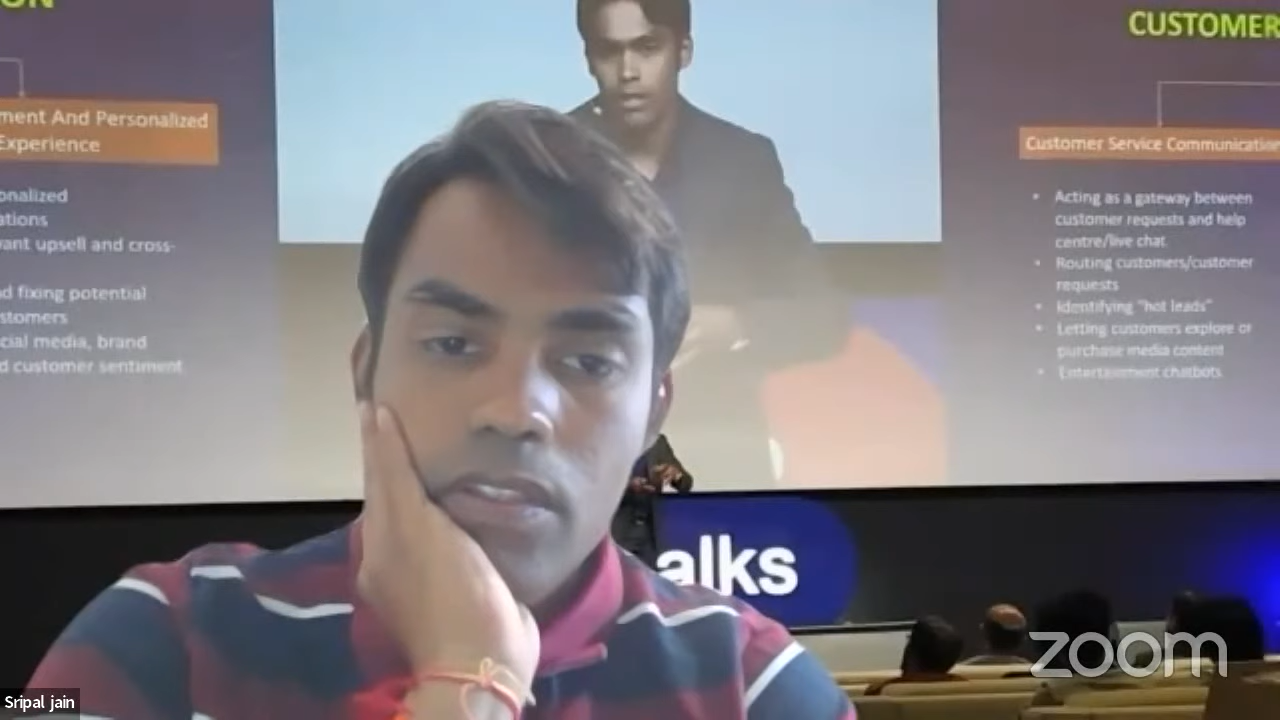 ON
ment And Personalized
Experience
onalized
ations
vant upsell and cross-
d fixing potential
stomers
cial media, brand
d customer sentiment
CUSTOMER
Customer Service Communication
• Acting as a gateway between
customer requests and help
centre/live chat
• Routing customers/customer
requests
• Identifying "hot leads"
• Letting customers explore or
purchase media content
• Entertainment chatbots
alks
zoom
Sripal jain